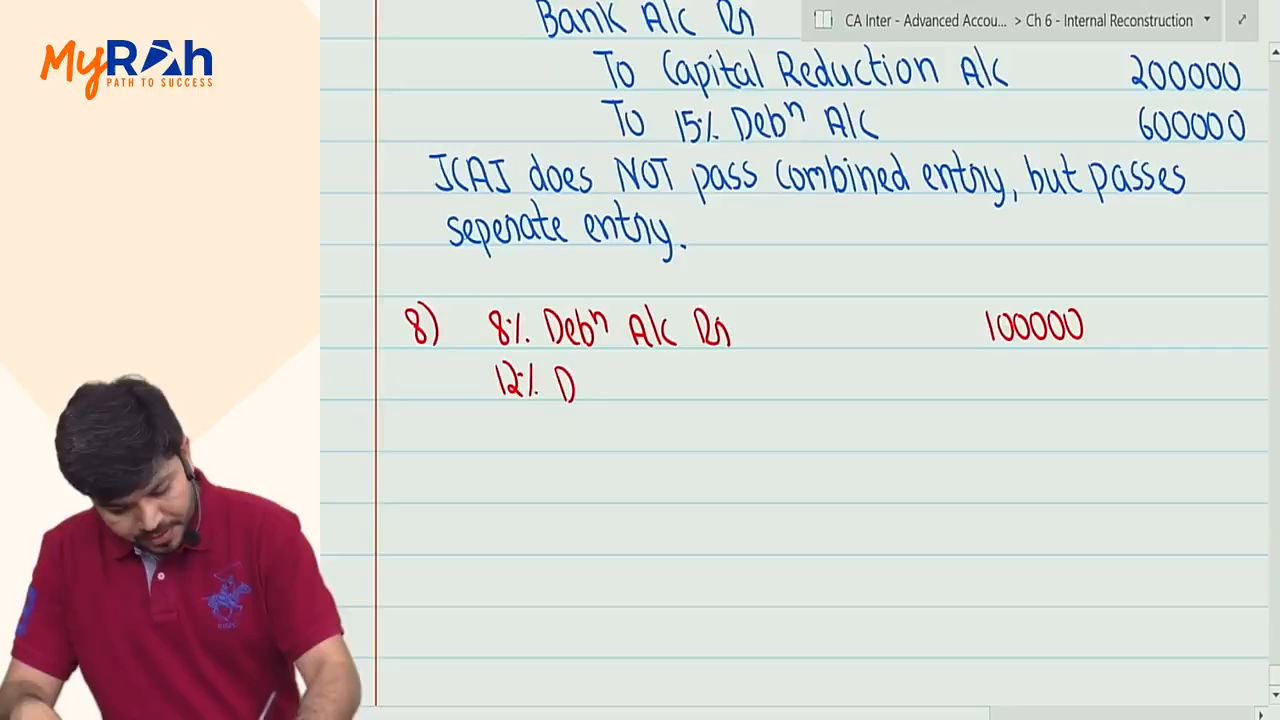 MyRAh
PATH TO SUCCESS
CA Inter - Advanced Accou... > Ch 6 - Internal Reconstruction
Bank A/c Dr
To Capital Reduction A/c 200000
To 15% Debⁿ A/c 600000
ICAI does NOT pass combined entry, but passes
seperate entry.
8) 8% Debⁿ A/c Dr 100000
12% D